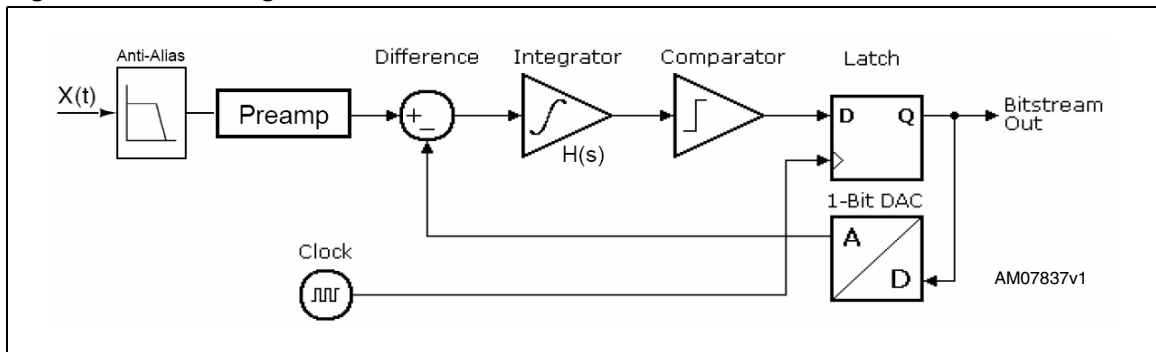 Anti-Alias
Difference
Integrator
Comparator
Latch
X(t)
Preamp
+
−
∫
H(s)
D
Q
Bitstream
Out
1-Bit DAC
A
D
Clock
AM07837v1